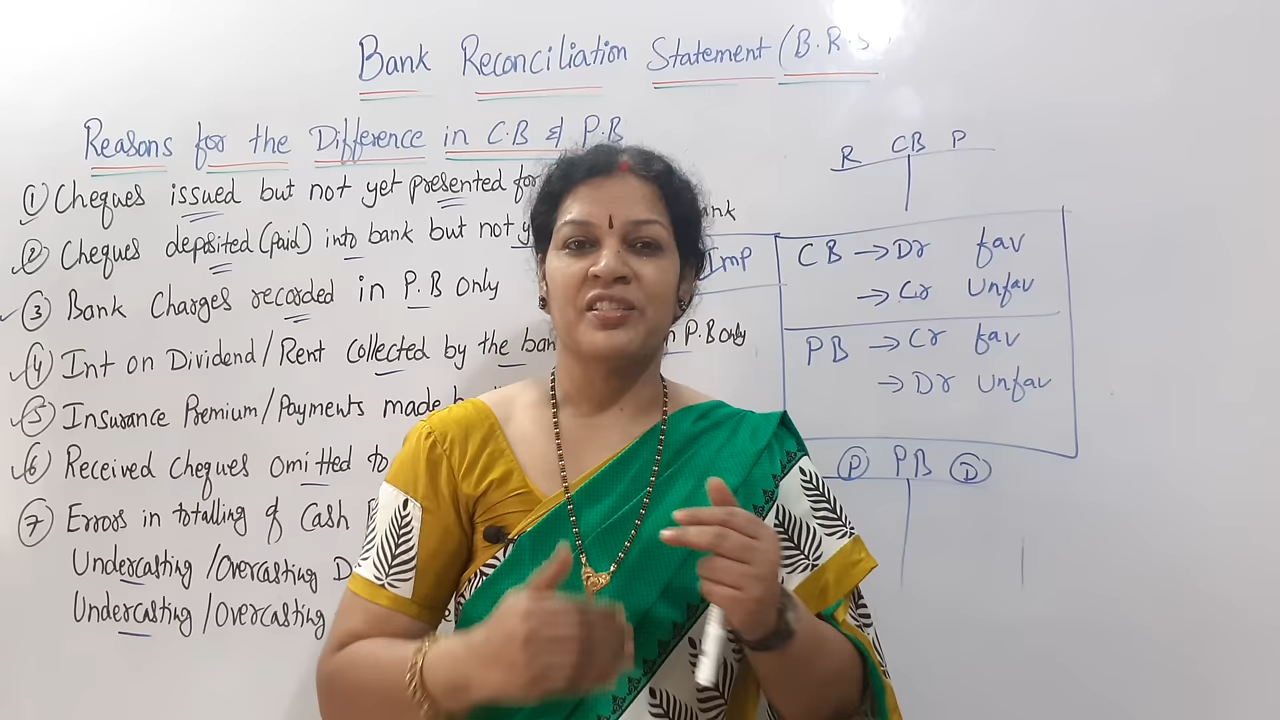 Bank Reconciliation Statement (B.R.S.
Reasons for the Difference in C.B & P.B
① Cheques issued but not yet presented for
② Cheques deposited (paid) into bank but not
③ Bank Charges recorded in P.B only
④ Int on Dividend/Rent collected by the P.B only
⑤ Insurance Premium/Payments made
⑥ Received cheques omitted to
⑦ Errors in totalling of Cash
Undercasting/Overcasting
Undercasting/Overcasting
Imp
R CB P
CB → Dr fav
→ Cr Unfav
PB → Cr fav
→ Dr Unfav
P PB D